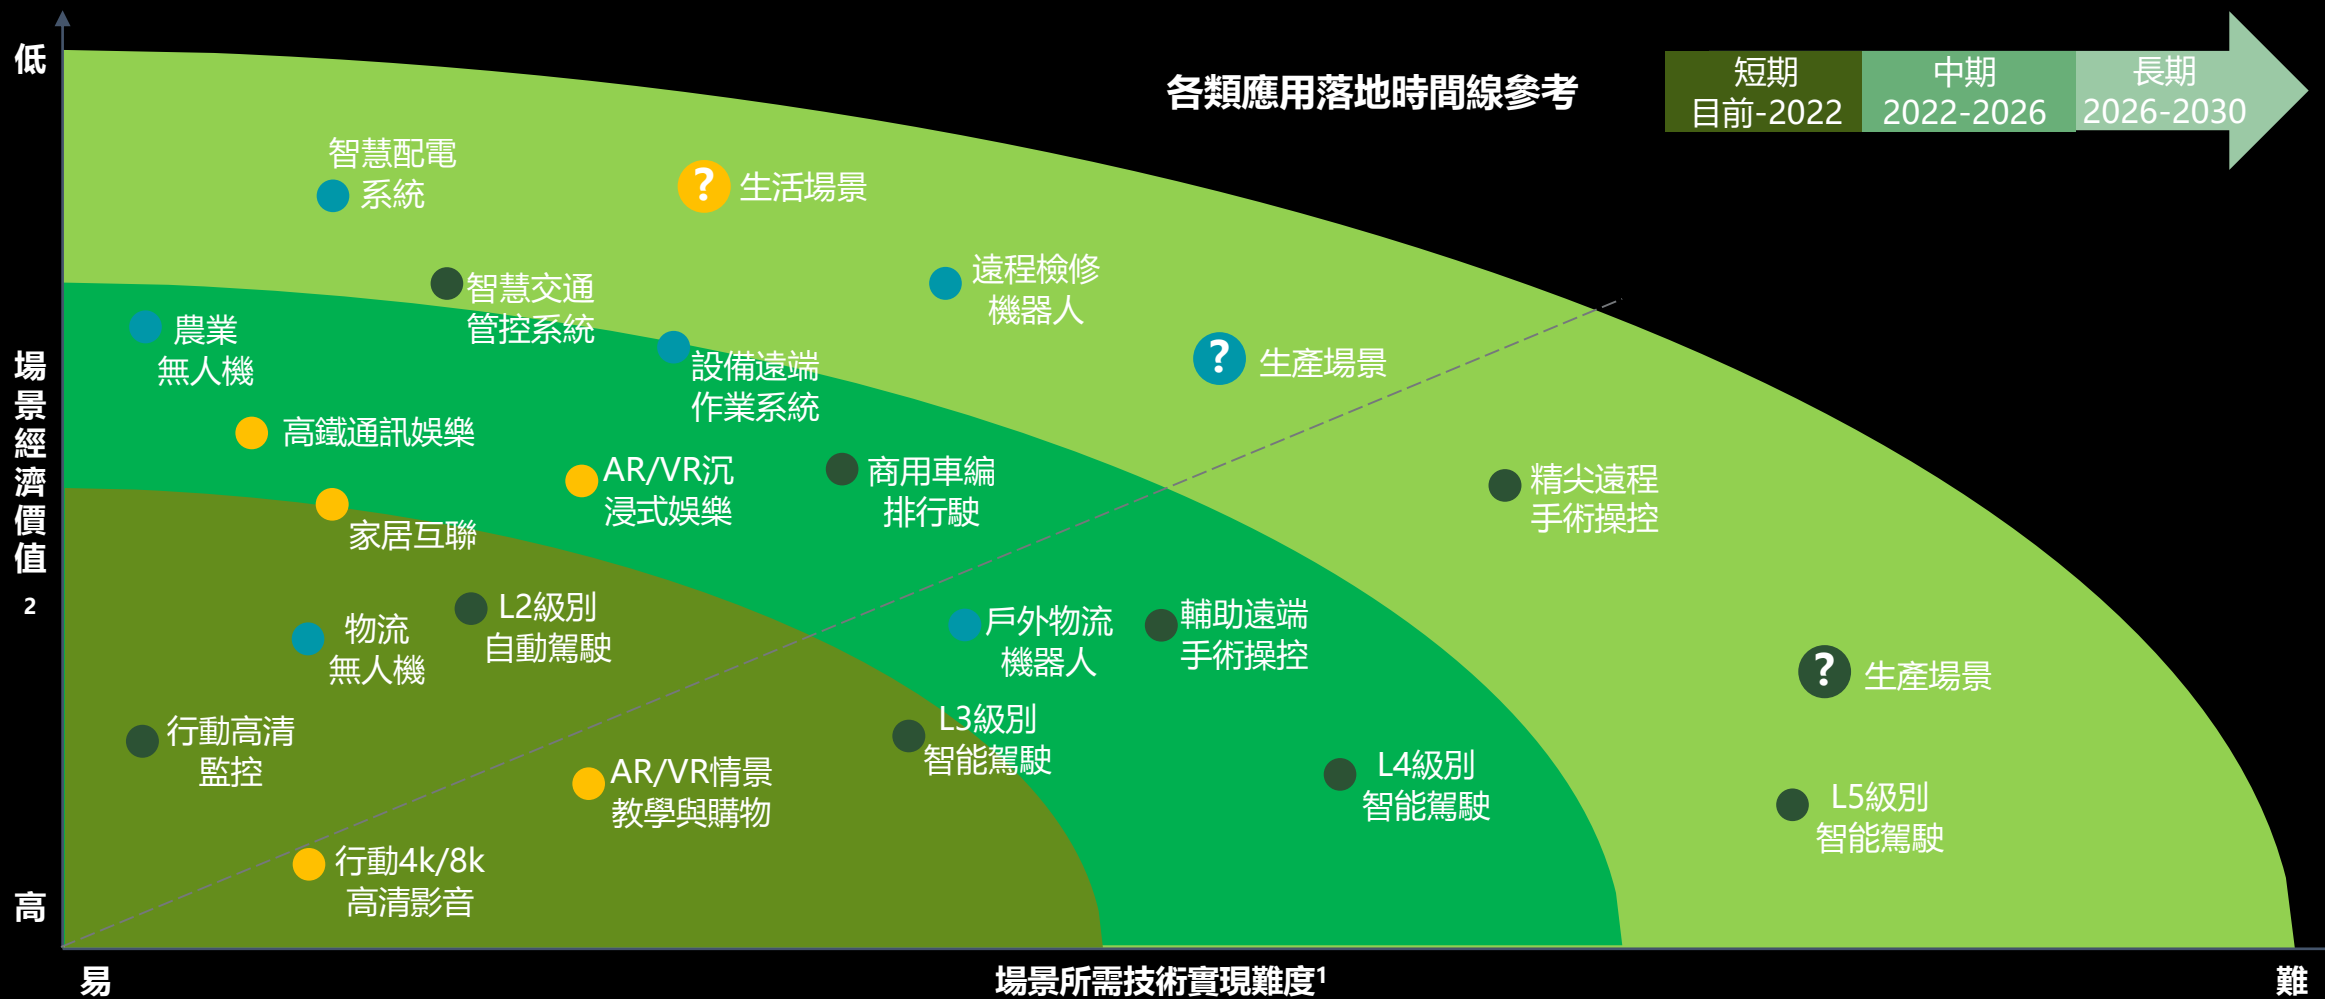 低
各類應用落地時間線參考
短期
目前-2022
中期
2022-2026
長期
2026-2030
智慧配電
系統
? 生活場景
遠程檢修
機器人
智慧交通
管控系統
農業
無人機
設備遠端
作業系統
? 生產場景
高鐵通訊娛樂
AR/VR沉
浸式娛樂
商用車編
排行駛
精尖遠程
手術操控
家居互聯
場景經濟價值2
L2級別
自動駕駛
物流
無人機
戶外物流
機器人
輔助遠端
手術操控
? 生產場景
行動高清
監控
L3級別
智能駕駛
AR/VR情景
教學與購物
L4級別
智能駕駛
L5級別
智能駕駛
行動4k/8k
高清影音
高
易
場景所需技術實現難度1
難